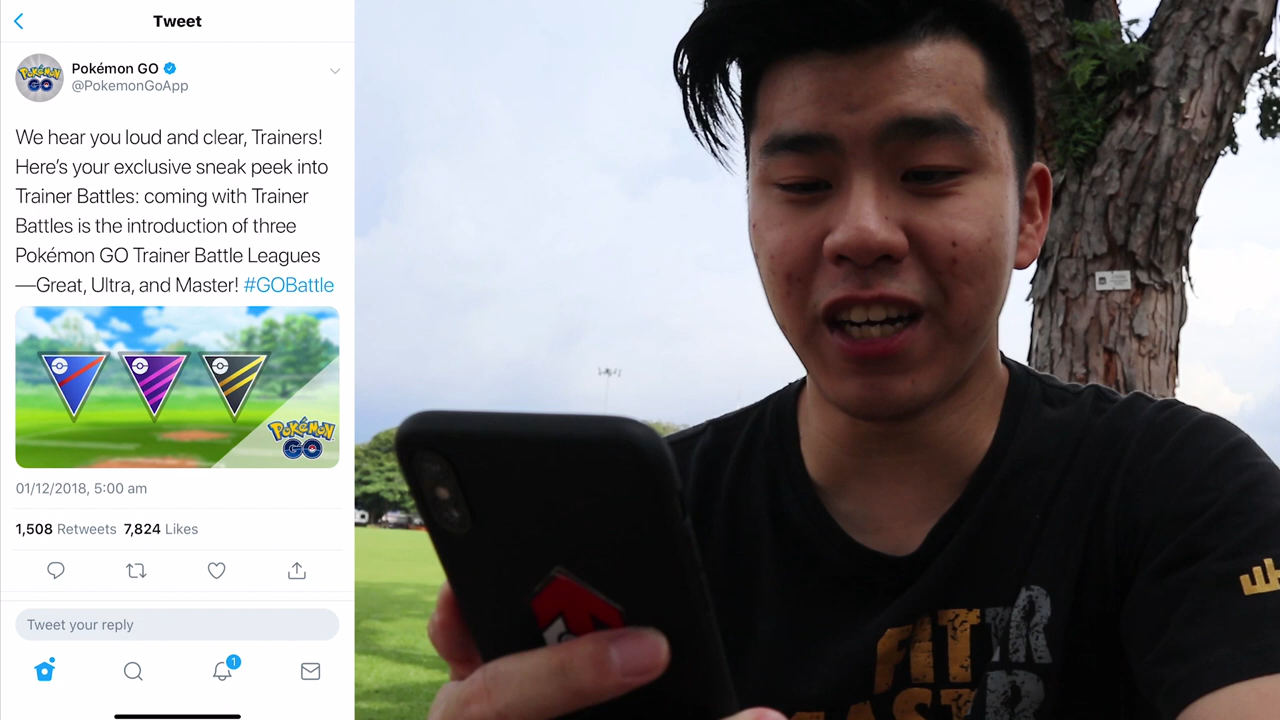 Tweet
Pokémon GO
@PokemonGoApp
We hear you loud and clear, Trainers!
Here's your exclusive sneak peek into
Trainer Battles: coming with Trainer
Battles is the introduction of three
Pokémon GO Trainer Battle Leagues
—Great, Ultra, and Master! #GOBattle
POKÉMON
GO
01/12/2018, 5:00 am
1,508 Retweets 7,824 Likes
Tweet your reply
1
FITR